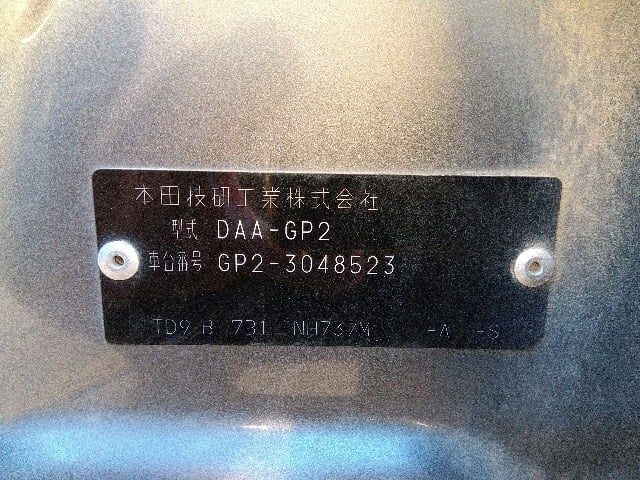 本田技研工業株式会社
型式 DAA-GP2
車台番号 GP2-3048523
TD9 B 731 NH737M -A -S